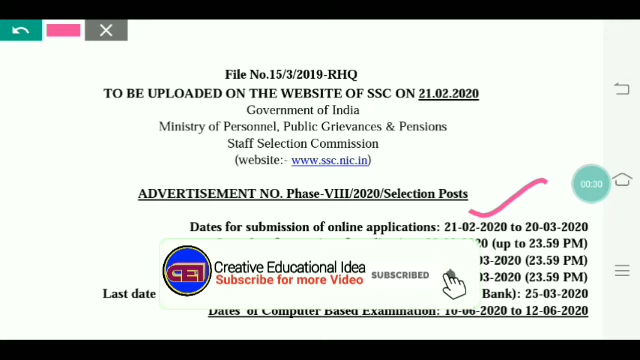 File No.15/3/2019-RHQ
TO BE UPLOADED ON THE WEBSITE OF SSC ON 21.02.2020
Government of India
Ministry of Personnel, Public Grievances & Pensions
Staff Selection Commission
(website:- www.ssc.nic.in)
00:30
ADVERTISEMENT NO. Phase-VIII/2020/Selection Posts
Dates for submission of online applications: 21-02-2020 to 20-03-2020
20 (up to 23.59 PM)
03-2020 (23.59 PM)
03-2020 (23.59 PM)
Last date
Bank): 25-03-2020
Dates of Computer Based Examination: 10-06-2020 to 12-06-2020
CEI
Creative Educational Idea
Subscribe for more Video
SUBSCRIBED